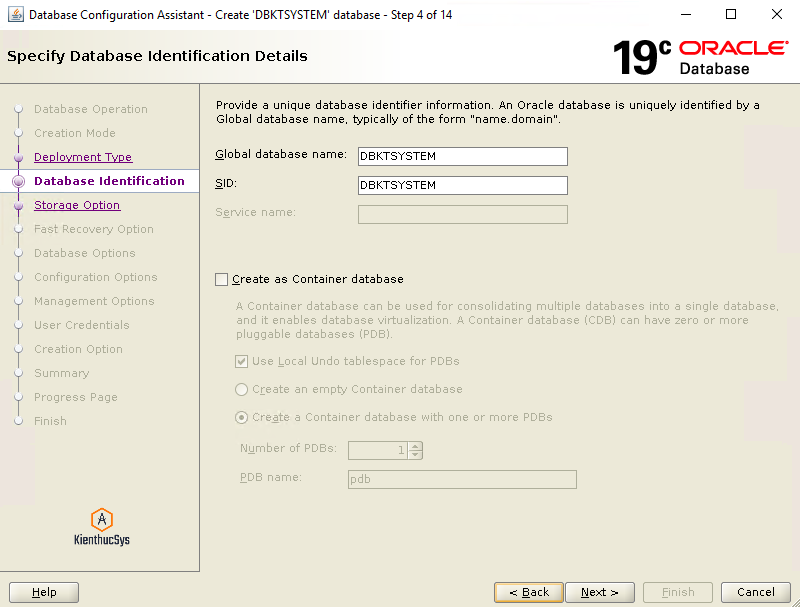 Database Configuration Assistant - Create 'DBKTSYSTEM' database - Step 4 of 14
Specify Database Identification Details
19c ORACLE
Database
Database Operation
Creation Mode
Deployment Type
Database Identification
Storage Option
Fast Recovery Option
Database Options
Configuration Options
Management Options
User Credentials
Creation Option
Summary
Progress Page
Finish
A
KienthucSys
Provide a unique database identifier information. An Oracle database is uniquely identified by a
Global database name, typically of the form "name.domain".
Global database name: DBKTSYSTEM
SID: DBKTSYSTEM
Service name:
Create as Container database
A Container database can be used for consolidating multiple databases into a single database,
and it enables database virtualization. A Container database (CDB) can have zero or more
pluggable databases (PDB).
Use Local Undo tablespace for PDBs
Create an empty Container database
Create a Container database with one or more PDBs
Number of PDBs: 1
PDB name: pdb
Help
< Back
Next >
Finish
Cancel